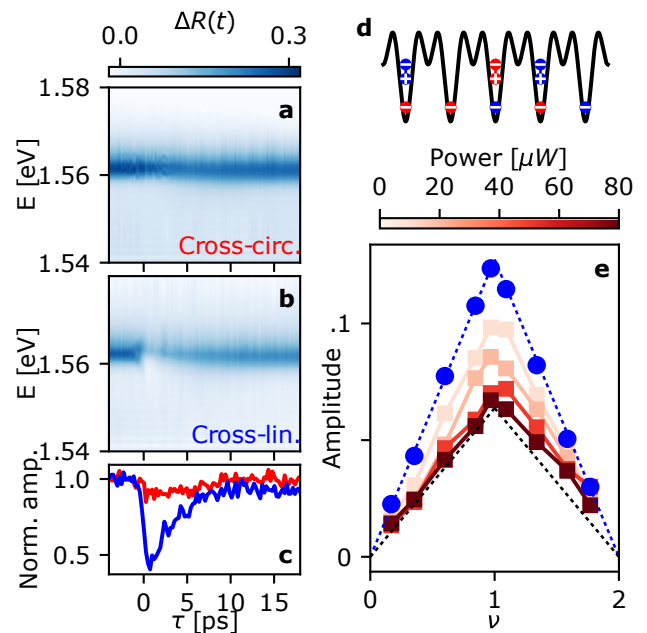 ΔR(t)
0.0 0.3
a
1.58
1.56
1.54
E [eV]
Cross-circ.
b
1.56
1.54
E [eV]
Cross-lin.
c
1.0
0.5
Norm. amp.
0 5 10 15
τ [ps]
d
Power [μW]
0 20 40 60 80
e
.1
0
Amplitude
0 1 2
ν